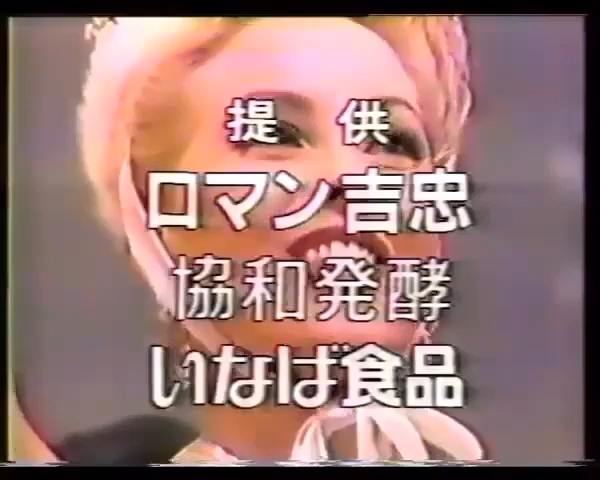 提 供
ロマン吉忠
協和発酵
いなば食品